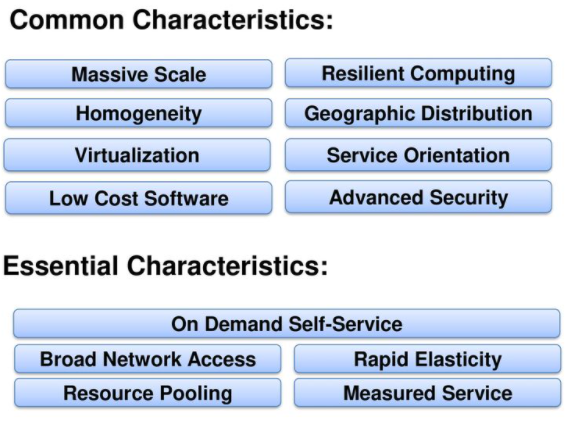 Common Characteristics:
Massive Scale
Resilient Computing
Homogeneity
Geographic Distribution
Virtualization
Service Orientation
Low Cost Software
Advanced Security
Essential Characteristics:
On Demand Self-Service
Broad Network Access
Rapid Elasticity
Resource Pooling
Measured Service